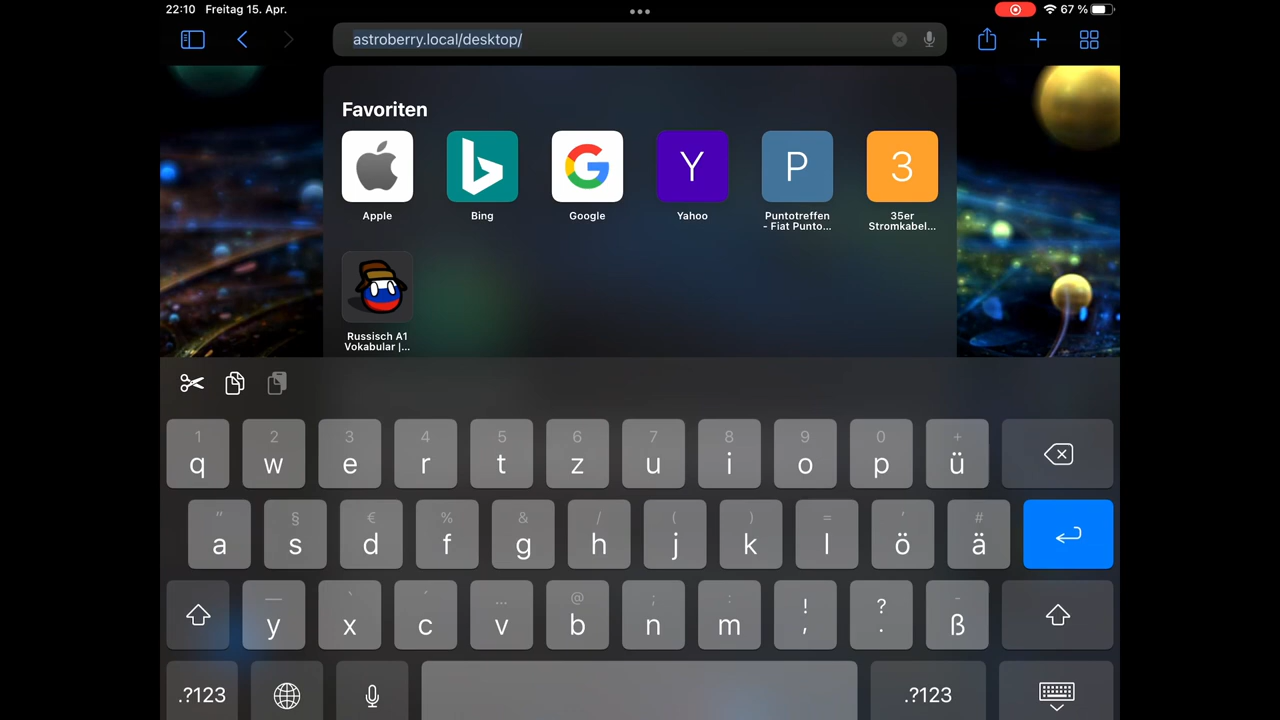 22:10 Freitag 15. Apr.
67 %
astroberry.local/desktop/
Favoriten
Apple
Bing
Google
Y
Yahoo
P
Puntotreffen
- Fiat Punto...
3
35er
Stromkabel...
Russisch A1
Vokabular |...
1 2 3 4 5 6 7 8 9 0 +
q w e r t z u i o p ü
" § € % & / ( ) = ' #
a s d f g h j k l ö ä
— ` ´ ... @ ; : ! ? -
y x c v b n m , . ß
.?123 .?123